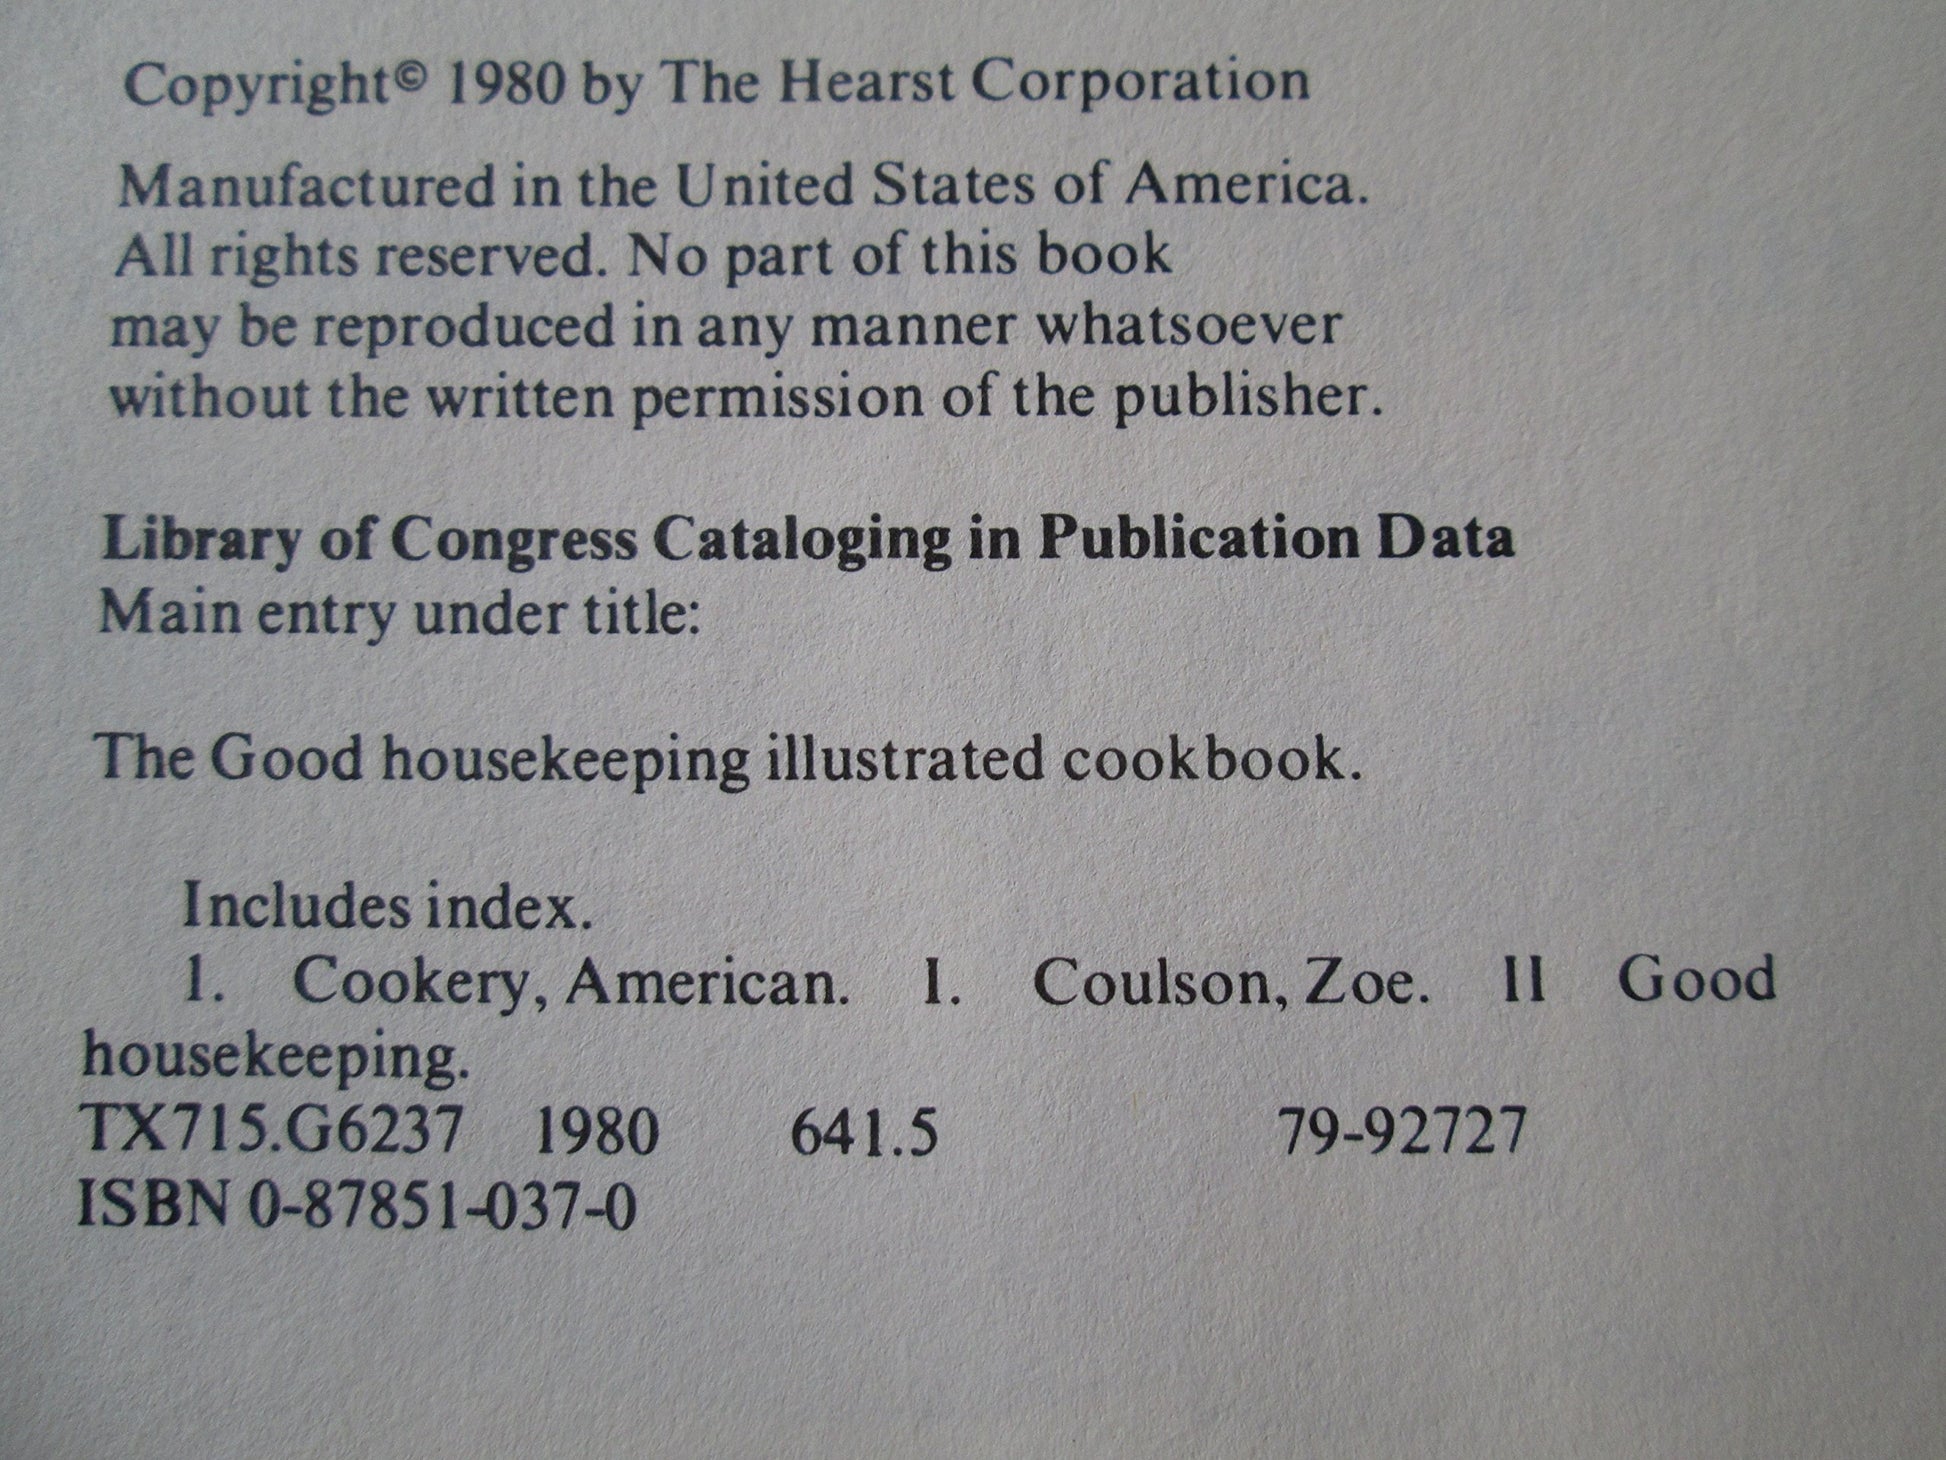 Copyright© 1980 by The Hearst Corporation
Manufactured in the United States of America.
All rights reserved. No part of this book
may be reproduced in any manner whatsoever
without the written permission of the publisher.
Library of Congress Cataloging in Publication Data
Main entry under title:
The Good housekeeping illustrated cookbook.
Includes index.
1. Cookery, American. I. Coulson, Zoe. II Good
housekeeping.
TX715.G6237 1980 641.5 79-92727
ISBN 0-87851-037-0